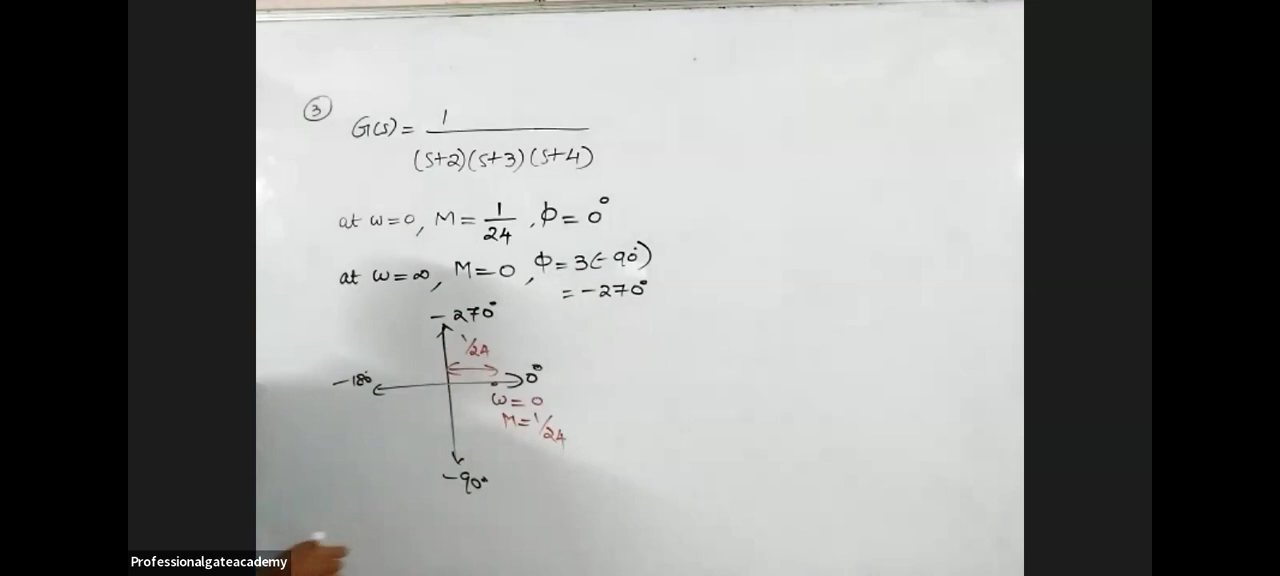 3
G(s) = 1
(s+2)(s+3)(s+4)
at ω=0, M = 1/24, ϕ = 0°
at ω=∞, M=0, ϕ = 3(-90°)
= -270°
-270°
1/24
-180
0°
ω = 0
M = 1/24
-90°
Professionalgateacademy